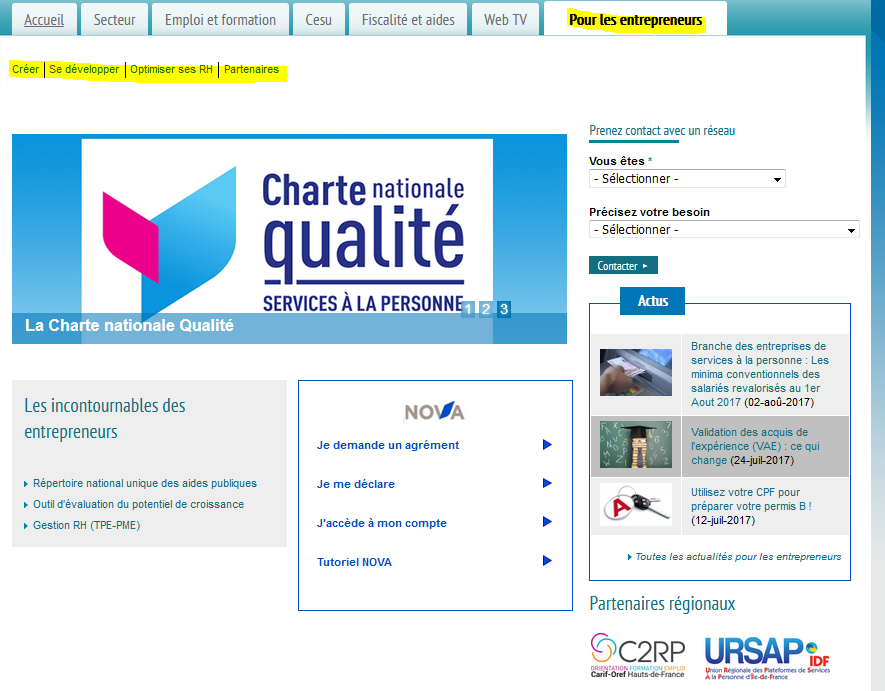 Accueil
Secteur
Emploi et formation
Cesu
Fiscalité et aides
Web TV
Pour les entrepreneurs
Créer
Se développer
Optimiser ses RH
Partenaires
Charte nationale
qualité
SERVICES À LA PERSONNE
1 2 3
La Charte nationale Qualité
Prenez contact avec un réseau
Vous êtes *
- Sélectionner -
Précisez votre besoin
- Sélectionner -
Contacter
Actus
Branche des entreprises de
services à la personne : Les
minima conventionnels des
salariés revalorisés au 1er
Aout 2017 (02-aoû-2017)
Validation des acquis de
l'expérience (VAE) : ce qui
change (24-juil-2017)
A
Utilisez votre CPF pour
préparer votre permis B !
(12-juil-2017)
Toutes les actualités pour les entrepreneurs
Les incontournables des
entrepreneurs
Répertoire national unique des aides publiques
Outil d'évaluation du potentiel de croissance
Gestion RH (TPE-PME)
NOVA
Je demande un agrément
Je me déclare
J'accède à mon compte
Tutoriel NOVA
Partenaires régionaux
C2RP
ORIENTATION FORMATION EMPLOI
Carif-Oref Hauts-de-France
URSAP IDF
Union Régionale des Plateformes de Services
A la Personne d'Ile-de-France